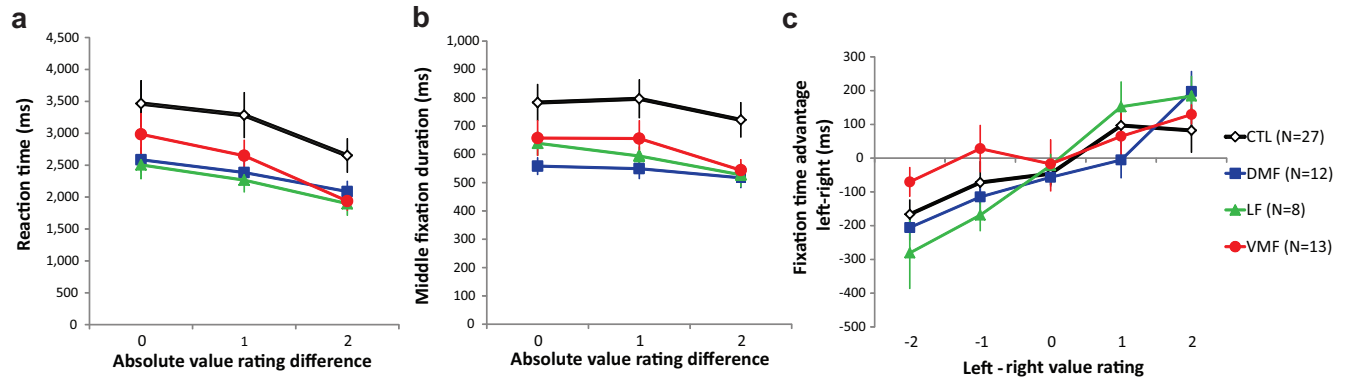 a
4,500
4,000
3,500
3,000
2,500
2,000
1,500
1,000
500
0
Reaction time (ms)
0 1 2
Absolute value rating difference
b
1,000
900
800
700
600
500
400
300
200
100
0
Middle fixation duration (ms)
0 1 2
Absolute value rating difference
c
300
200
100
0
-100
-200
-300
-400
-500
Fixation time advantage
left-right (ms)
-2 -1 0 1 2
Left - right value rating
CTL (N=27)
DMF (N=12)
LF (N=8)
VMF (N=13)